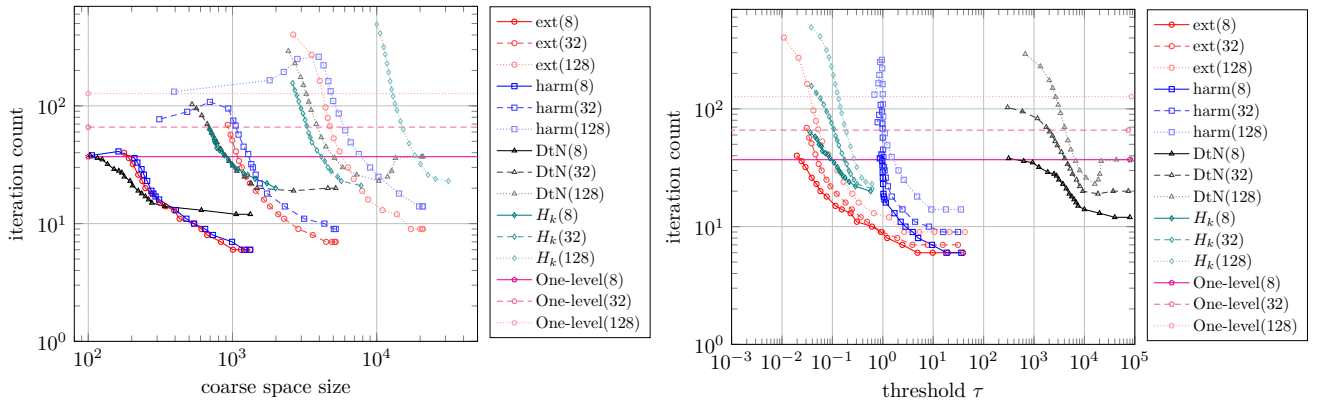 iteration count
10^2
10^1
10^0
10^2
10^3
10^4
coarse space size
ext(8)
ext(32)
ext(128)
harm(8)
harm(32)
harm(128)
DtN(8)
DtN(32)
DtN(128)
H_k(8)
H_k(32)
H_k(128)
One-level(8)
One-level(32)
One-level(128)
iteration count
10^2
10^1
10^0
10^−3
10^−2
10^−1
10^0
10^1
10^2
10^3
10^4
10^5
threshold τ
ext(8)
ext(32)
ext(128)
harm(8)
harm(32)
harm(128)
DtN(8)
DtN(32)
DtN(128)
H_k(8)
H_k(32)
H_k(128)
One-level(8)
One-level(32)
One-level(128)